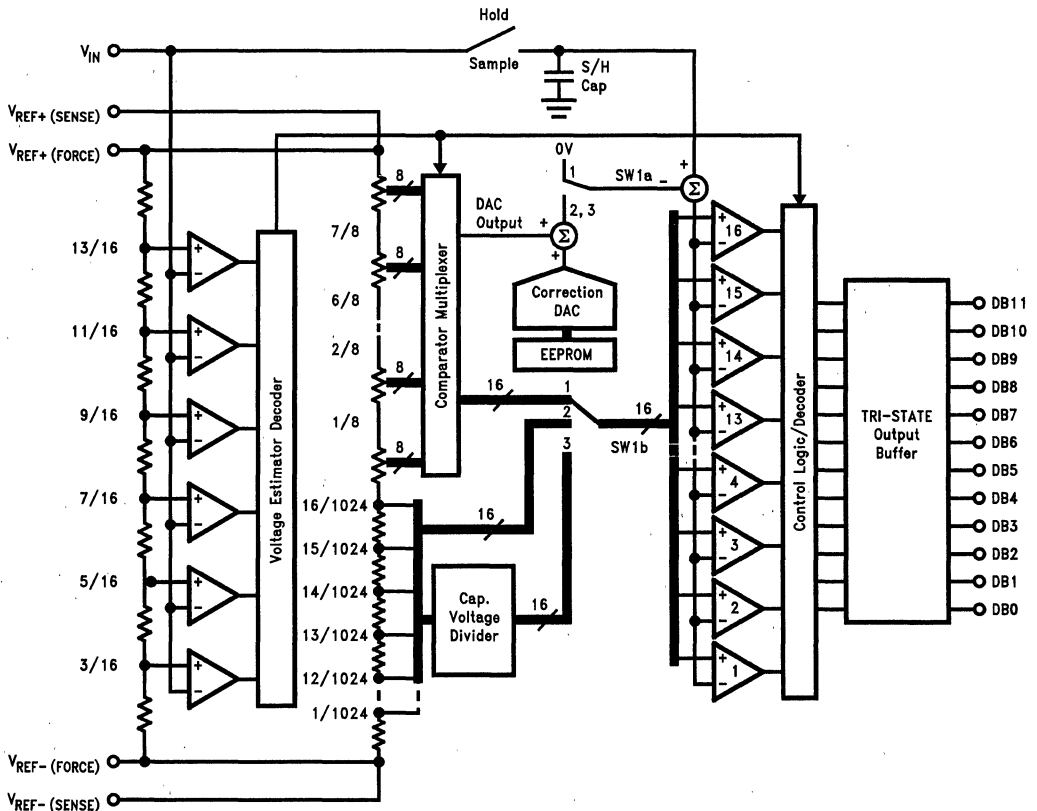 Hold
V_IN
Sample
S/H
Cap
V_REF+ (SENSE)
V_REF+ (FORCE)
0V
1
SW1a
-
+
Σ
2, 3
DAC
Output
+
Σ
+
Correction
DAC
EEPROM
8
7/8
8
6/8
2/8
8
1/8
8
Comparator Multiplexer
13/16
11/16
9/16
7/16
5/16
3/16
+
-
+
-
+
-
+
-
+
-
+
-
Voltage Estimator Decoder
16/1024
15/1024
14/1024
13/1024
12/1024
1/1024
16
16
Cap.
Voltage
Divider
16
1
2
3
SW1b
16
+
-
16
+
-
15
+
-
14
+
-
13
+
-
4
+
-
3
+
-
2
+
-
1
Control Logic/Decoder
TRI-STATE
Output
Buffer
DB11
DB10
DB9
DB8
DB7
DB6
DB5
DB4
DB3
DB2
DB1
DB0
V_REF- (FORCE)
V_REF- (SENSE)